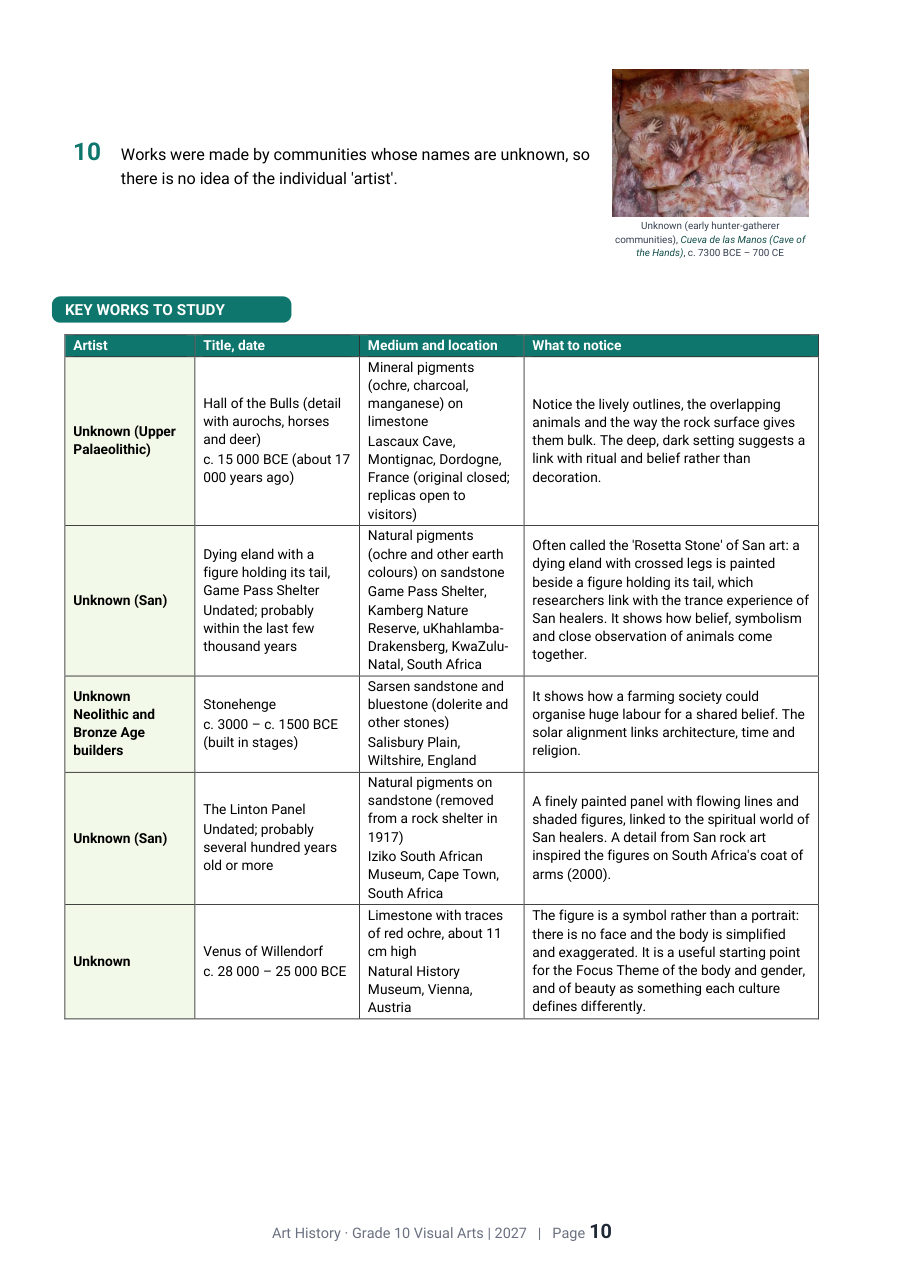 10 Works were made by communities whose names are unknown, so
there is no idea of the individual 'artist'.
Unknown (early hunter-gatherer
communities), Cueva de las Manos (Cave of
the Hands), c. 7300 BCE – 700 CE
KEY WORKS TO STUDY
Artist
Title, date
Medium and location
What to notice
Unknown (Upper
Palaeolithic)
Hall of the Bulls (detail
with aurochs, horses
and deer)
c. 15 000 BCE (about 17
000 years ago)
Mineral pigments
(ochre, charcoal,
manganese) on
limestone
Lascaux Cave,
Montignac, Dordogne,
France (original closed;
replicas open to
visitors)
Notice the lively outlines, the overlapping
animals and the way the rock surface gives
them bulk. The deep, dark setting suggests a
link with ritual and belief rather than
decoration.
Unknown (San)
Dying eland with a
figure holding its tail,
Game Pass Shelter
Undated; probably
within the last few
thousand years
Natural pigments
(ochre and other earth
colours) on sandstone
Game Pass Shelter,
Kamberg Nature
Reserve, uKhahlamba-
Drakensberg, KwaZulu-
Natal, South Africa
Often called the 'Rosetta Stone' of San art: a
dying eland with crossed legs is painted
beside a figure holding its tail, which
researchers link with the trance experience of
San healers. It shows how belief, symbolism
and close observation of animals come
together.
Unknown
Neolithic and
Bronze Age
builders
Stonehenge
c. 3000 – c. 1500 BCE
(built in stages)
Sarsen sandstone and
bluestone (dolerite and
other stones)
Salisbury Plain,
Wiltshire, England
It shows how a farming society could
organise huge labour for a shared belief. The
solar alignment links architecture, time and
religion.
Unknown (San)
The Linton Panel
Undated; probably
several hundred years
old or more
Natural pigments on
sandstone (removed
from a rock shelter in
1917)
Iziko South African
Museum, Cape Town,
South Africa
A finely painted panel with flowing lines and
shaded figures, linked to the spiritual world of
San healers. A detail from San rock art
inspired the figures on South Africa's coat of
arms (2000).
Unknown
Venus of Willendorf
c. 28 000 – 25 000 BCE
Limestone with traces
of red ochre, about 11
cm high
Natural History
Museum, Vienna,
Austria
The figure is a symbol rather than a portrait:
there is no face and the body is simplified
and exaggerated. It is a useful starting point
for the Focus Theme of the body and gender,
and of beauty as something each culture
defines differently.
Art History · Grade 10 Visual Arts | 2027 | Page 10